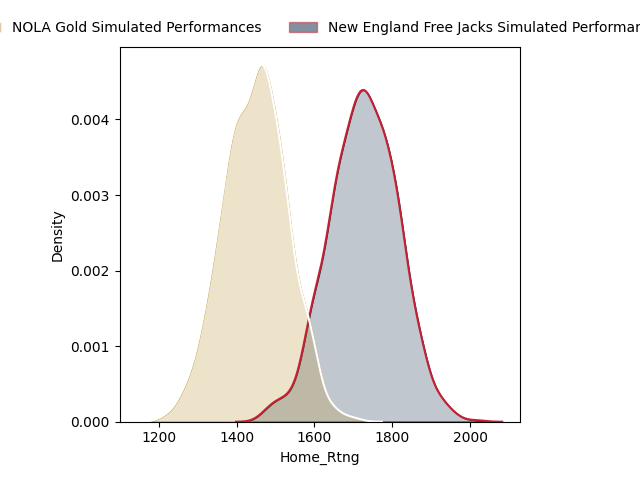 NOLA Gold Simulated Performances
New England Free Jacks Simulated Performar
0.004
0.003
0.002
0.001
0.000
Density
1200 1400 1600 1800 2000
Home_Rtng